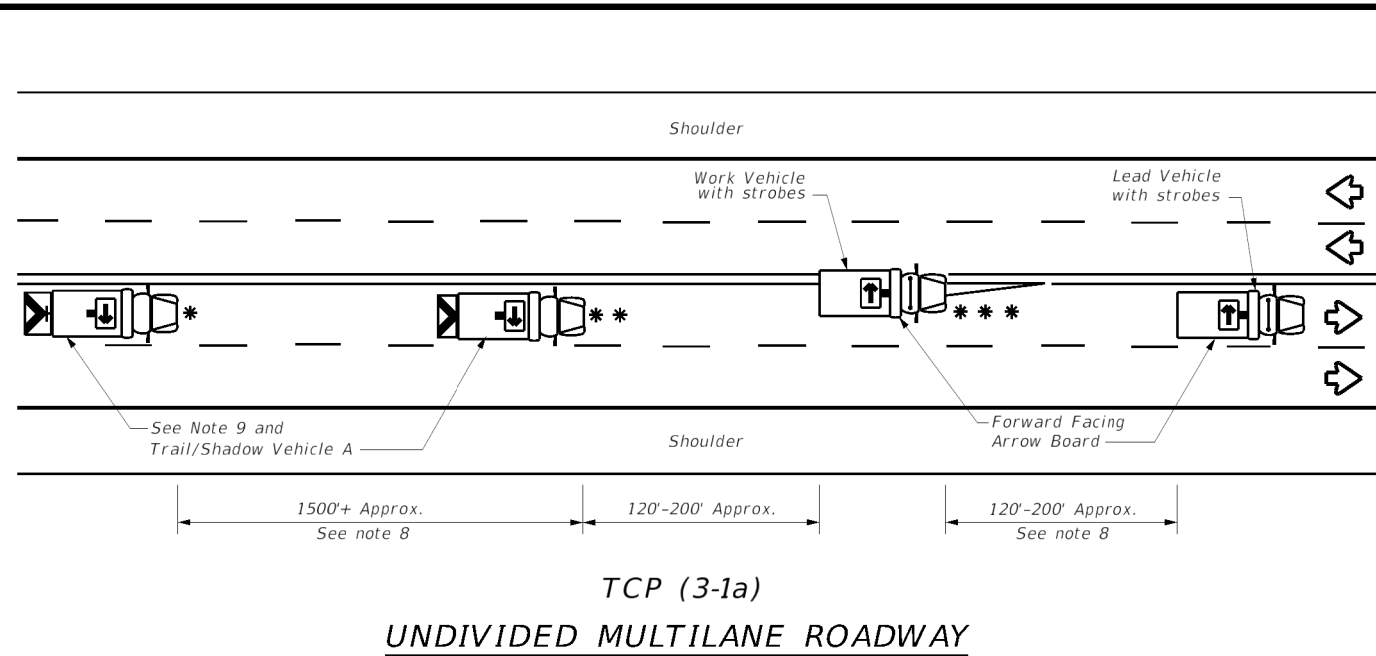 Shoulder
Work Vehicle
with strobes
Lead Vehicle
with strobes
*
* *
* * *
See Note 9 and
Trail/Shadow Vehicle A
Shoulder
Forward Facing
Arrow Board
1500'+ Approx.
See note 8
120'-200' Approx.
120'-200' Approx.
See note 8
TCP (3-1a)
UNDIVIDED MULTILANE ROADWAY